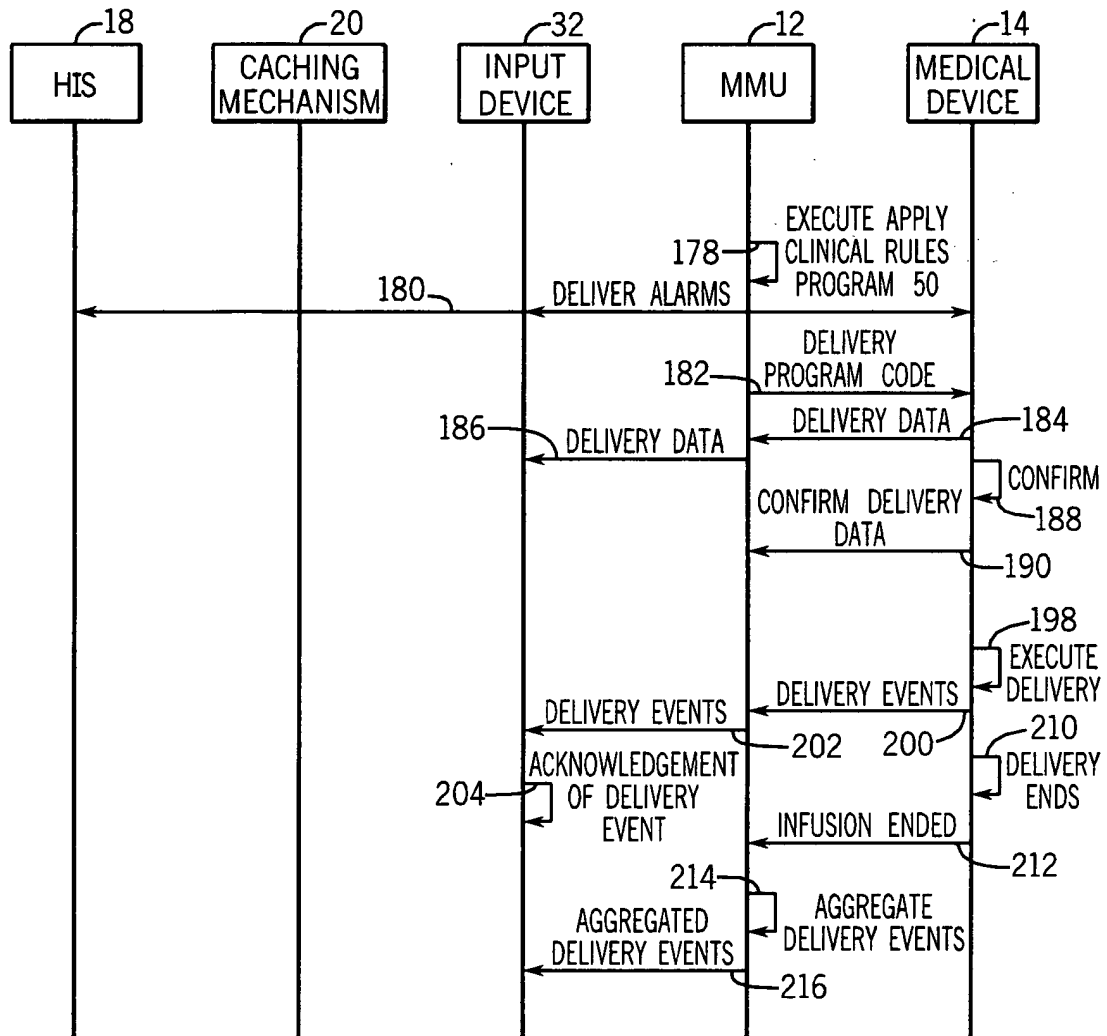 18
20
32
12
14
HIS
CACHING
MECHANISM
INPUT
DEVICE
MMU
MEDICAL
DEVICE
178
EXECUTE APPLY
CLINICAL RULES
PROGRAM 50
180
DELIVER ALARMS
182
DELIVERY
PROGRAM CODE
DELIVERY DATA
184
186
DELIVERY DATA
CONFIRM
188
CONFIRM DELIVERY
DATA
190
198
EXECUTE
DELIVERY
DELIVERY EVENTS
200
DELIVERY EVENTS
202
210
DELIVERY
ENDS
204
ACKNOWLEDGEMENT
OF DELIVERY
EVENT
INFUSION ENDED
212
214
AGGREGATE
DELIVERY EVENTS
AGGREGATED
DELIVERY EVENTS
216